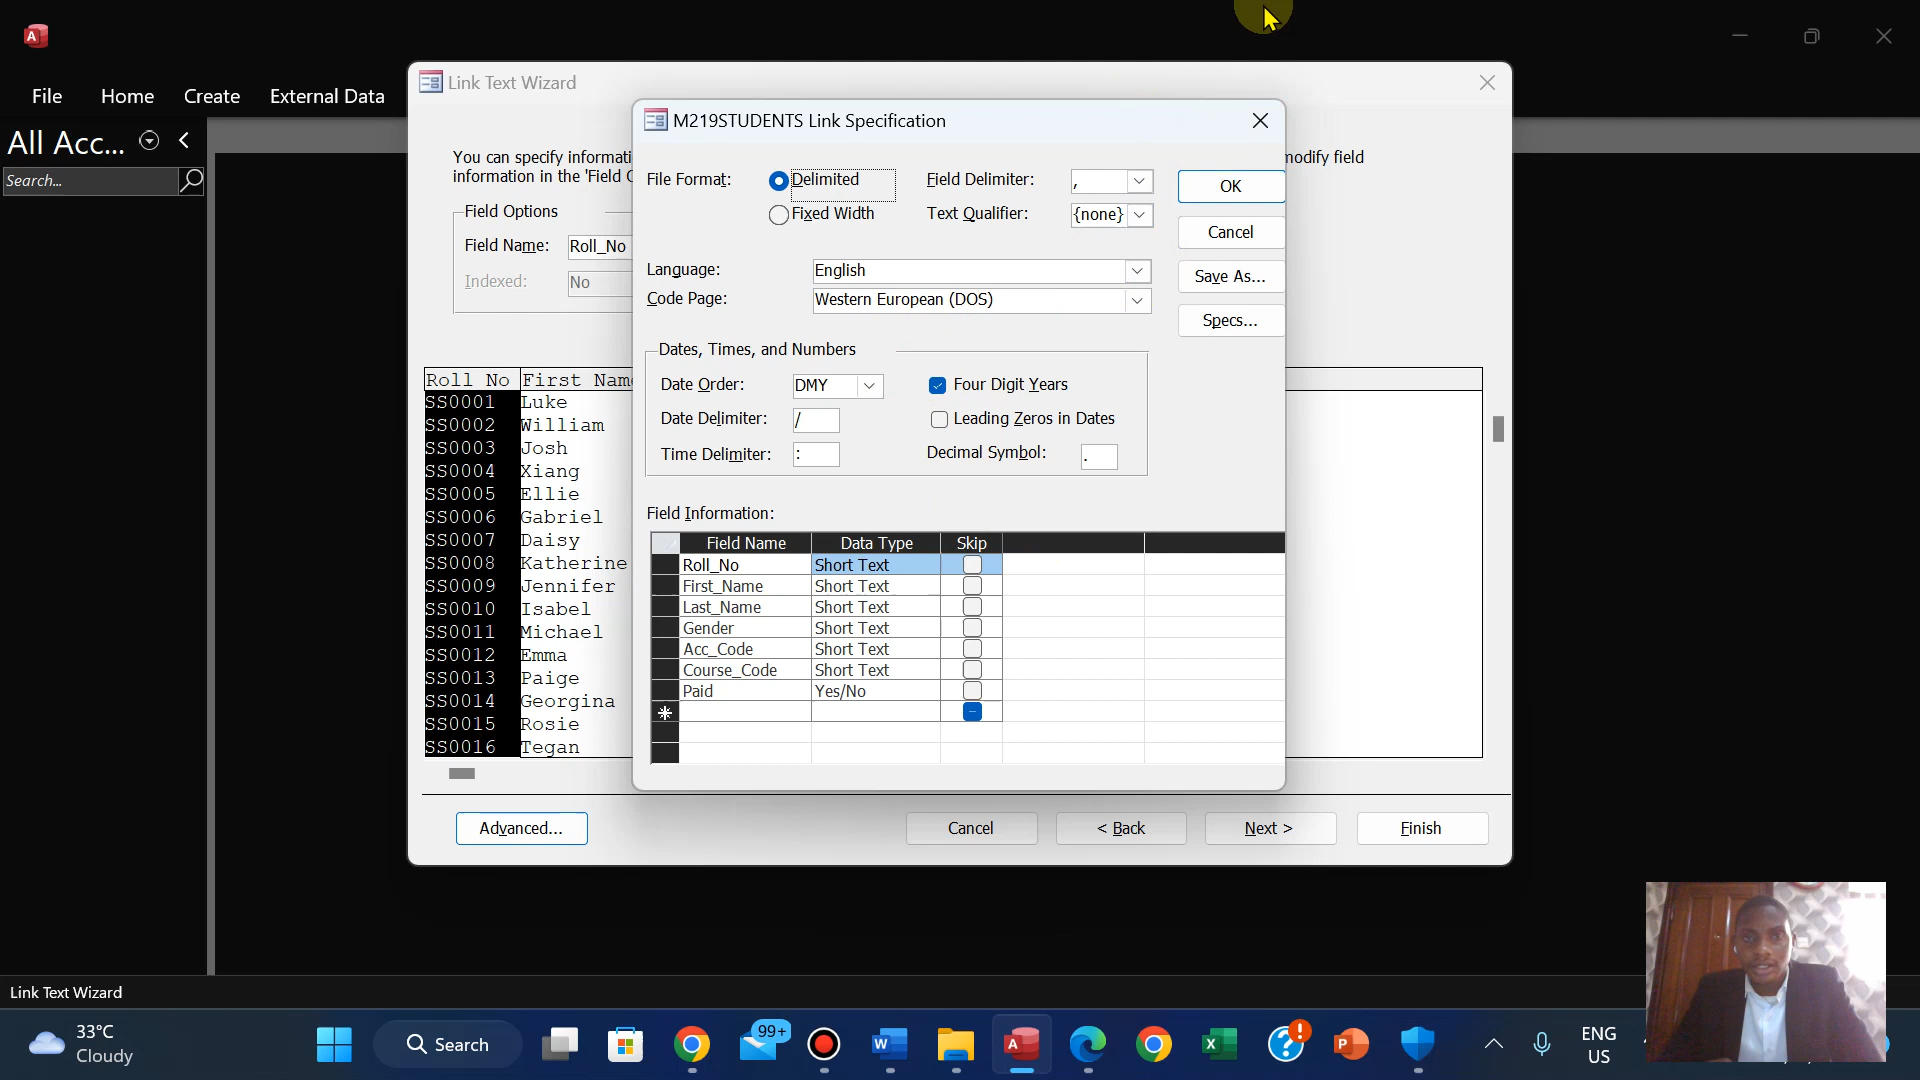 File Home Create External Data
All Acc...
Search...
Link Text Wizard
You can specify informati
modify field
information in the 'Field
Field Options
Field Name: Roll_No
Indexed: No
M219STUDENTS Link Specification
File Format: Delimited
Fixed Width
Field Delimiter: ,
Text Qualifier: {none}
OK
Cancel
Save As...
Specs...
Language: English
Code Page: Western European (DOS)
Dates, Times, and Numbers
Date Order: DMY
Four Digit Years
Date Delimiter: /
Leading Zeros in Dates
Time Delimiter: :
Decimal Symbol: .
Field Information:
Field Name Data Type Skip
Roll_No Short Text
First_Name Short Text
Last_Name Short Text
Gender Short Text
Acc_Code Short Text
Course_Code Short Text
Paid Yes/No
Roll No First Name
SS0001 Luke
SS0002 William
SS0003 Josh
SS0004 Xiang
SS0005 Ellie
SS0006 Gabriel
SS0007 Daisy
SS0008 Katherine
SS0009 Jennifer
SS0010 Isabel
SS0011 Michael
SS0012 Emma
SS0013 Paige
SS0014 Georgina
SS0015 Rosie
SS0016 Tegan
Advanced...
Cancel
< Back
Next >
Finish
Link Text Wizard
33°C
Cloudy
Search
99+
ENG
US